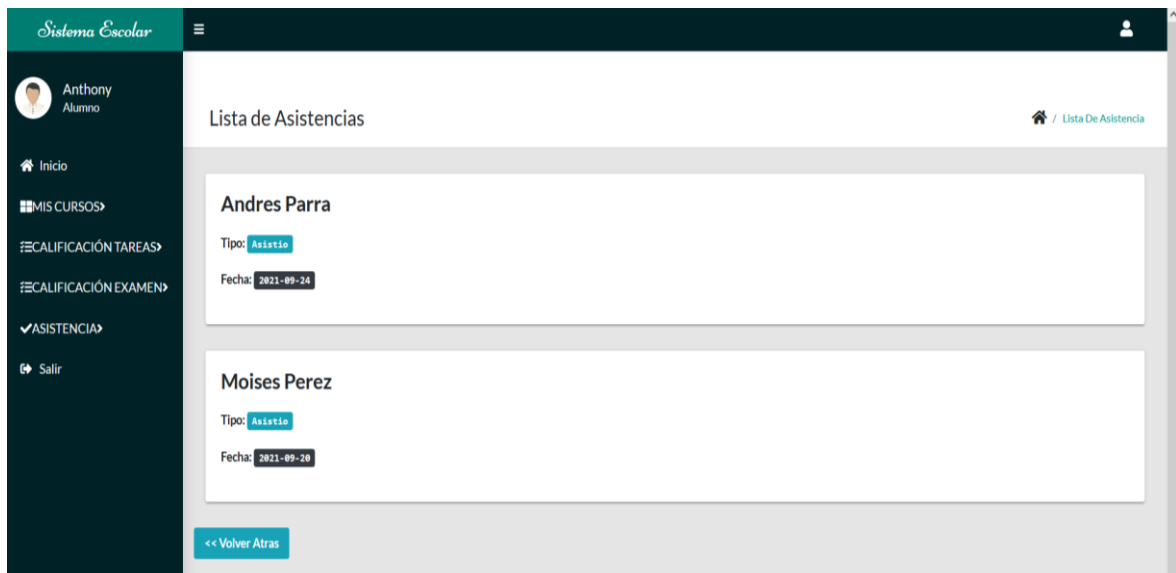 Sistema Escolar
Anthony
Alumno
Inicio
MIS CURSOS
CALIFICACIÓN TAREAS
CALIFICACIÓN EXAMEN
ASISTENCIA
Salir
Lista de Asistencias
/ Lista De Asistencia
Andres Parra
Tipo: Asistio
Fecha: 2021-09-24
Moises Perez
Tipo: Asistio
Fecha: 2021-09-20
<< Volver Atras